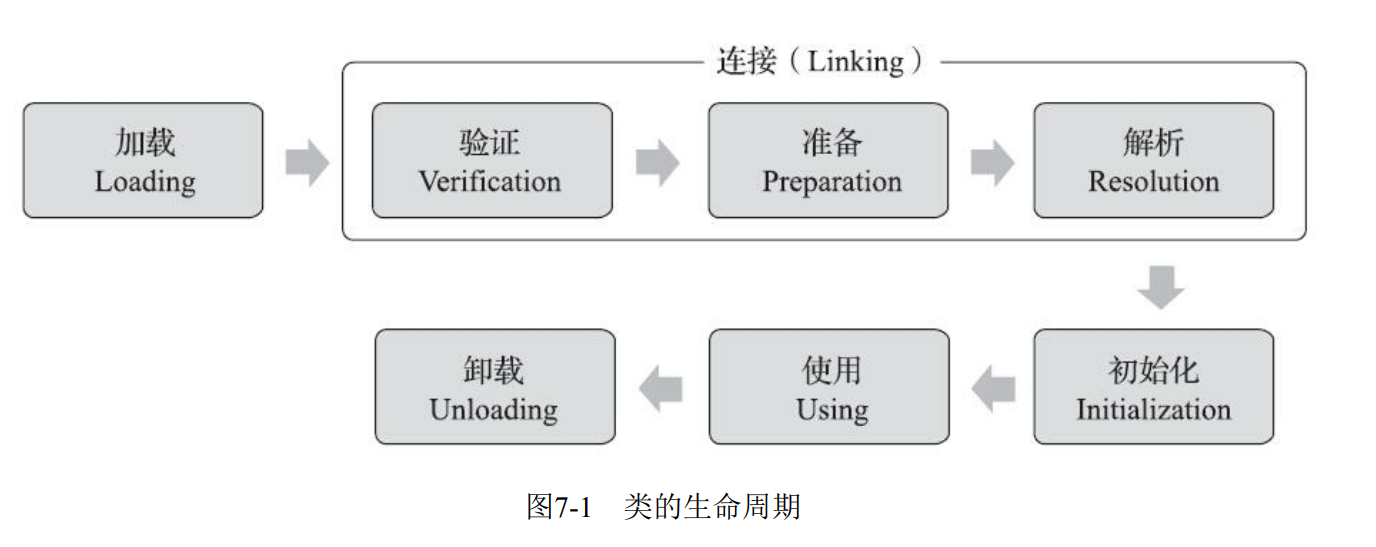 连接（Linking）
加载
Loading
验证
Verification
准备
Preparation
解析
Resolution
卸载
Unloading
使用
Using
初始化
Initialization
图7-1 类的生命周期